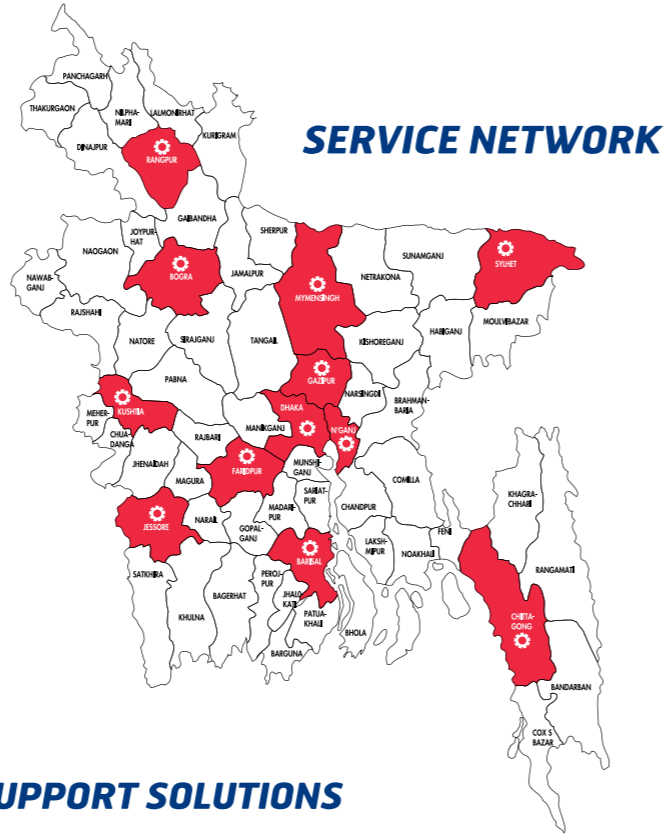 PANCHAGARH
THAKURGAON
NILPHA-
MARI
LALMONIRHAT
KURIGRAM
DINAJPUR
RANGPUR
SERVICE NETWORK
GAIBANDHA
JOYPUR-
HAT
NAOGAON
SHERPUR
SUNAMGANJ
SYLHET
NAWAB-
GANJ
BOGRA
JAMALPUR
MYMENSINGH
NETRAKONA
RAJSHAHI
NATORE
SIRAJGANJ
TANGAIL
KISHOREGANJ
HABIGANJ
MOULVIBAZAR
PABNA
GAZIPUR
NARSINGDI
BRAHMAN-
BARIA
MEHER-
PUR
KUSHTIA
DHAKA
CHUA-
DANGA
RAJBARI
MANIKGANJ
N'GANJ
JHENAIDAH
MAGURA
FARIDPUR
MUNSHI-
GANJ
COMILLA
MADARI-
PUR
SARIAT-
PUR
CHANDPUR
KHAGRA-
CHHARI
JESSORE
NARAIL
GOPAL-
GANJ
LAKSH-
MIPUR
NOAKHALI
FENI
SATKHIRA
BARISAL
RANGAMATI
PEROJ-
PUR
BAGERHAT
JHALO
KATI
KHULNA
PATUA-
KHALI
BHOLA
BARGUNA
CHITTA-
GONG
BANDARBAN
COX S
BAZAR
UPPORT SOLUTIONS